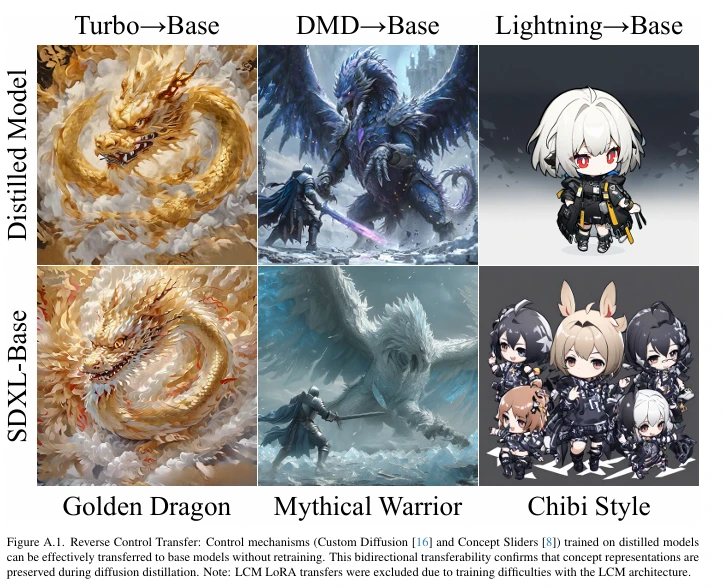 Turbo→Base DMD→Base Lightning→Base
Distilled Model
SDXL-Base
Golden Dragon Mythical Warrior Chibi Style
Figure A.1. Reverse Control Transfer: Control mechanisms (Custom Diffusion [16] and Concept Sliders [8]) trained on distilled models
can be effectively transferred to base models without retraining. This bidirectional transferability confirms that concept representations are
preserved during diffusion distillation. Note: LCM LoRA transfers were excluded due to training difficulties with the LCM architecture.